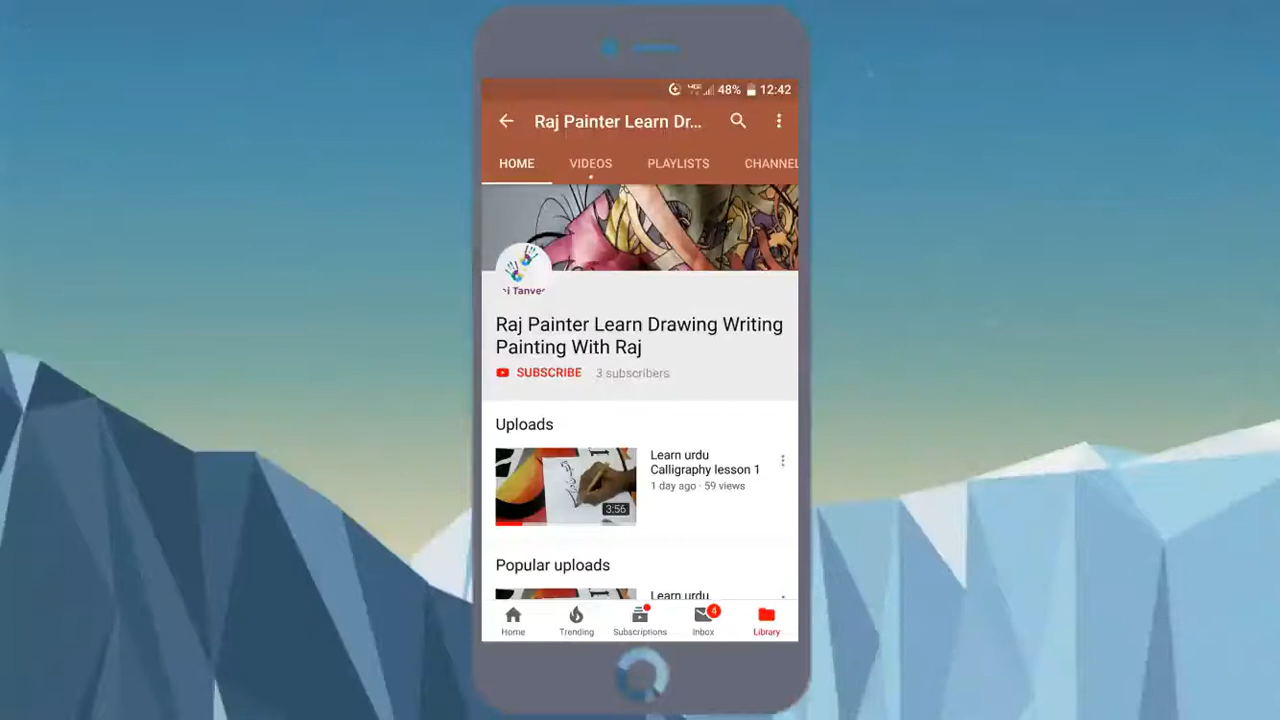 48% 12:42
Raj Painter Learn Dr...
HOME VIDEOS PLAYLISTS CHANNEL
Raj Painter Learn Drawing Writing
Painting With Raj
SUBSCRIBE 3 subscribers
Uploads
Learn urdu
Calligraphy lesson 1
1 day ago · 59 views
3:56
Popular uploads
Learn urdu
Home Trending Subscriptions Inbox 4 Library